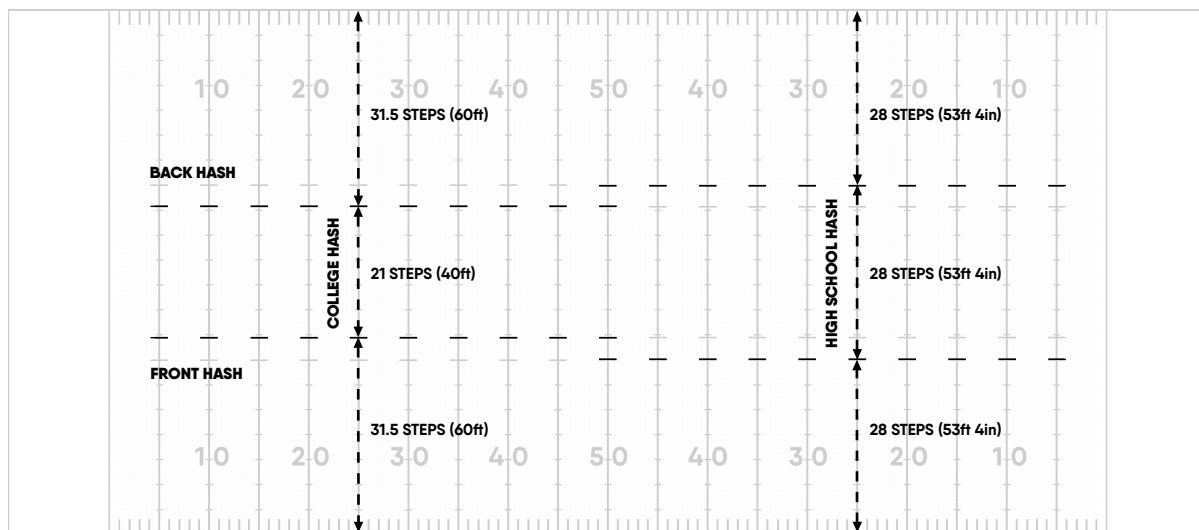 10 20 30 40 50 40 30 20 10
31.5 STEPS (60ft)
28 STEPS (53ft 4in)
BACK HASH
COLLEGE HASH
21 STEPS (40ft)
HIGH SCHOOL HASH
28 STEPS (53ft 4in)
FRONT HASH
31.5 STEPS (60ft)
28 STEPS (53ft 4in)
10 20 30 40 50 40 30 20 10